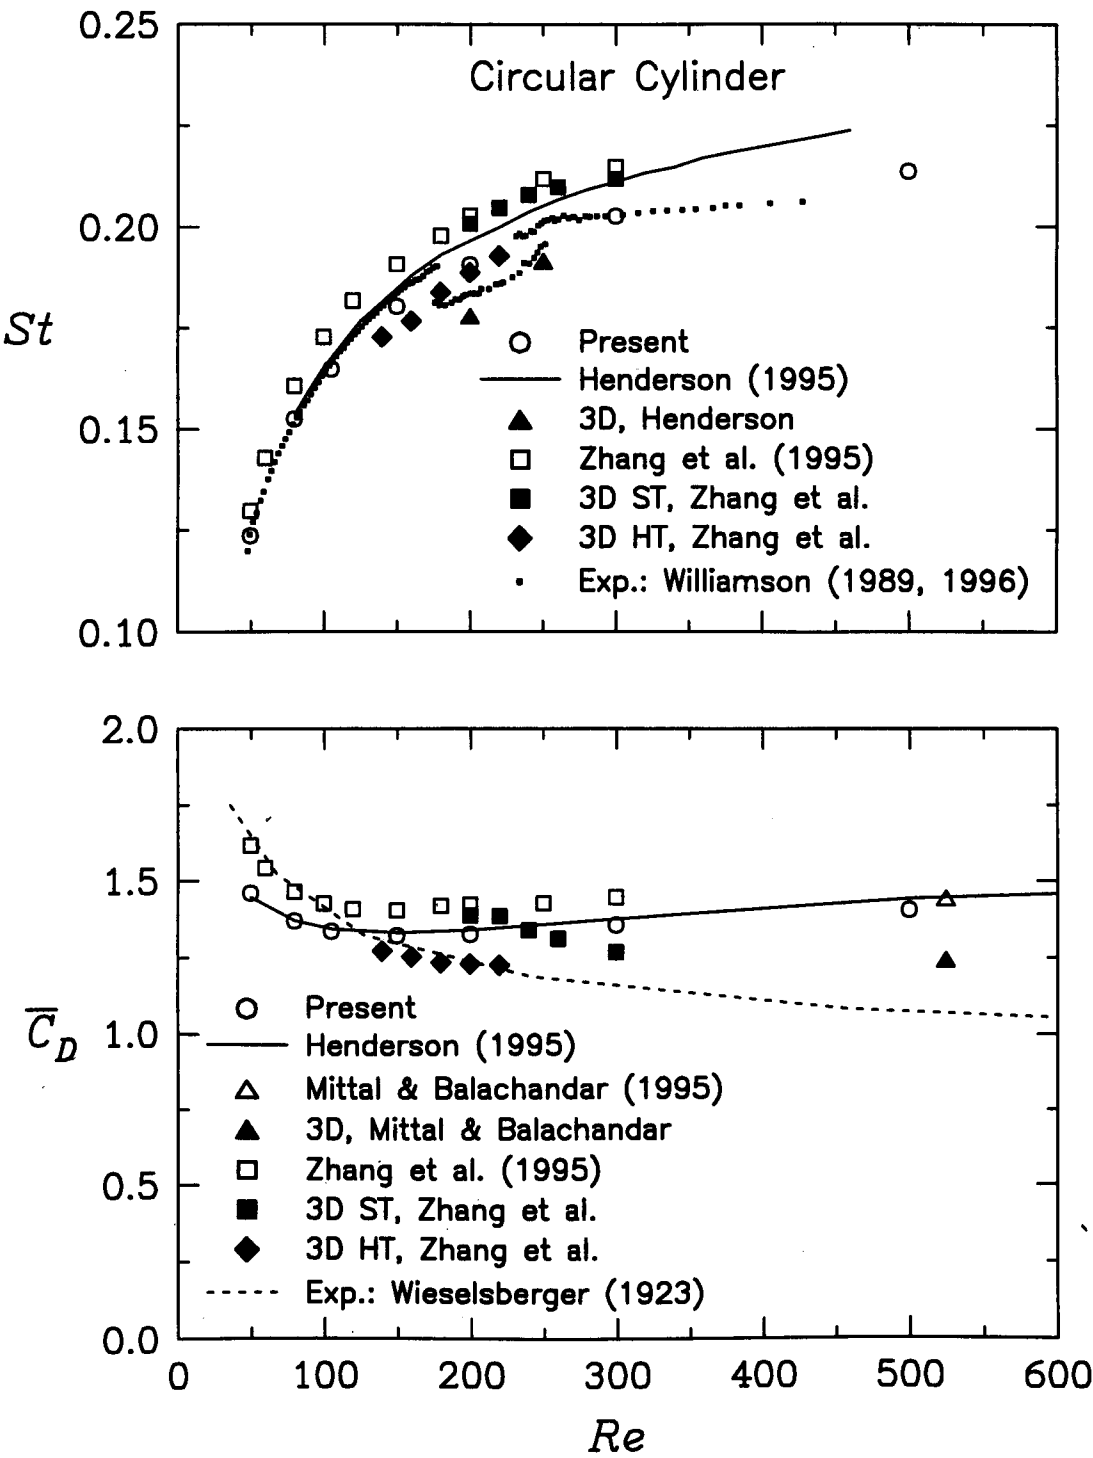 0.25
Circular Cylinder
0.20
St
Present
Henderson (1995)
3D, Henderson
0.15
Zhang et al. (1995)
3D ST, Zhang et al.
3D HT, Zhang et al.
Exp.: Williamson (1989, 1996)
0.10
2.0
1.5
Present
C̅D 1.0
Henderson (1995)
Mittal & Balachandar (1995)
3D, Mittal & Balachandar
Zhang et al. (1995)
0.5
3D ST, Zhang et al.
3D HT, Zhang et al.
Exp.: Wieselsberger (1923)
0.0
0 100 200 300 400 500 600
Re